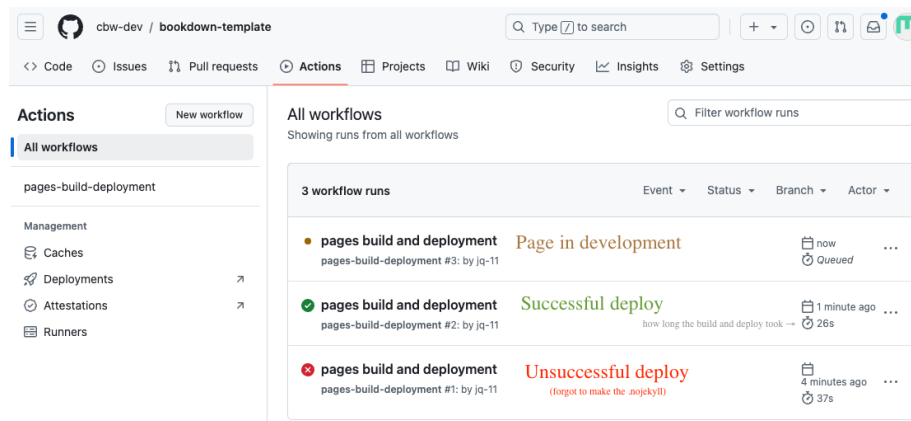 cbw-dev / bookdown-template
Type / to search
Code
Issues
Pull requests
Actions
Projects
Wiki
Security
Insights
Settings
Actions
New workflow
All workflows
pages-build-deployment
Management
Caches
Deployments
Attestations
Runners
All workflows
Showing runs from all workflows
Filter workflow runs
3 workflow runs
Event
Status
Branch
Actor
pages build and deployment
Page in development
now
pages-build-deployment #3: by jq-11
Queued
pages build and deployment
Successful deploy
1 minute ago
pages-build-deployment #2: by jq-11
how long the build and deploy took →
26s
pages build and deployment
Unsuccessful deploy
4 minutes ago
pages-build-deployment #1: by jq-11
(forgot to make the .nojekyll)
37s